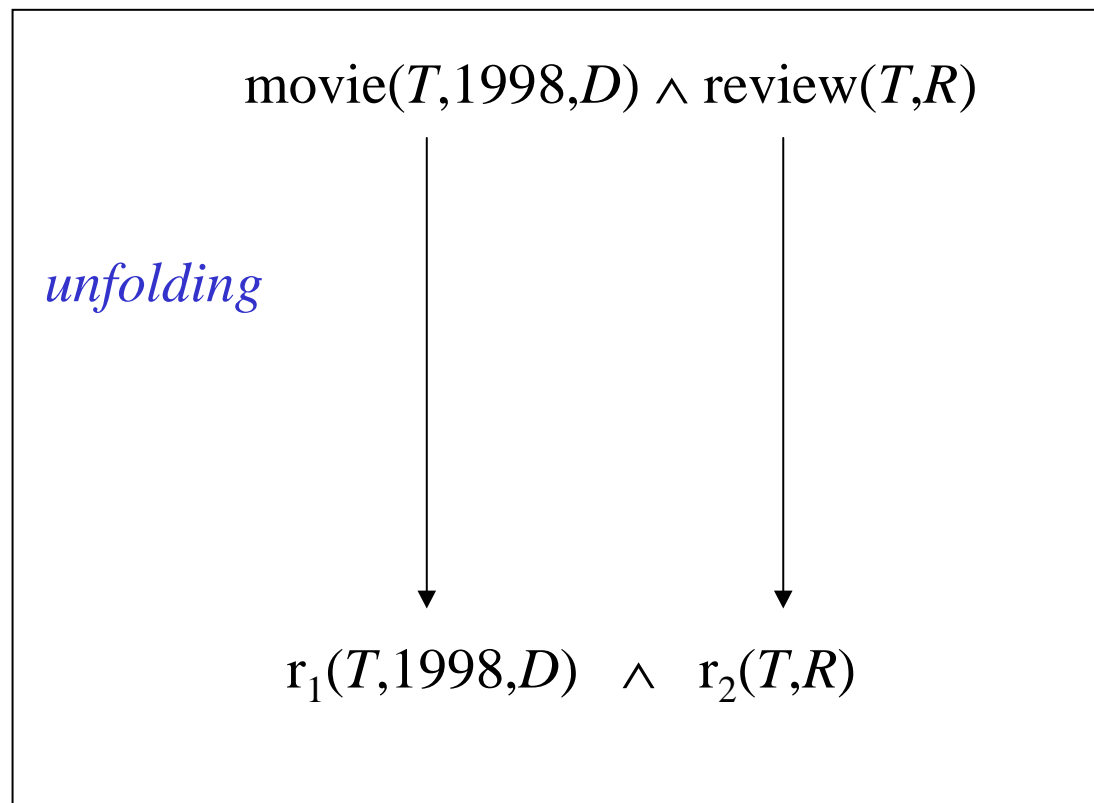 movie(T,1998,D) ∧ review(T,R)
unfolding
r₁(T,1998,D) ∧ r₂(T,R)